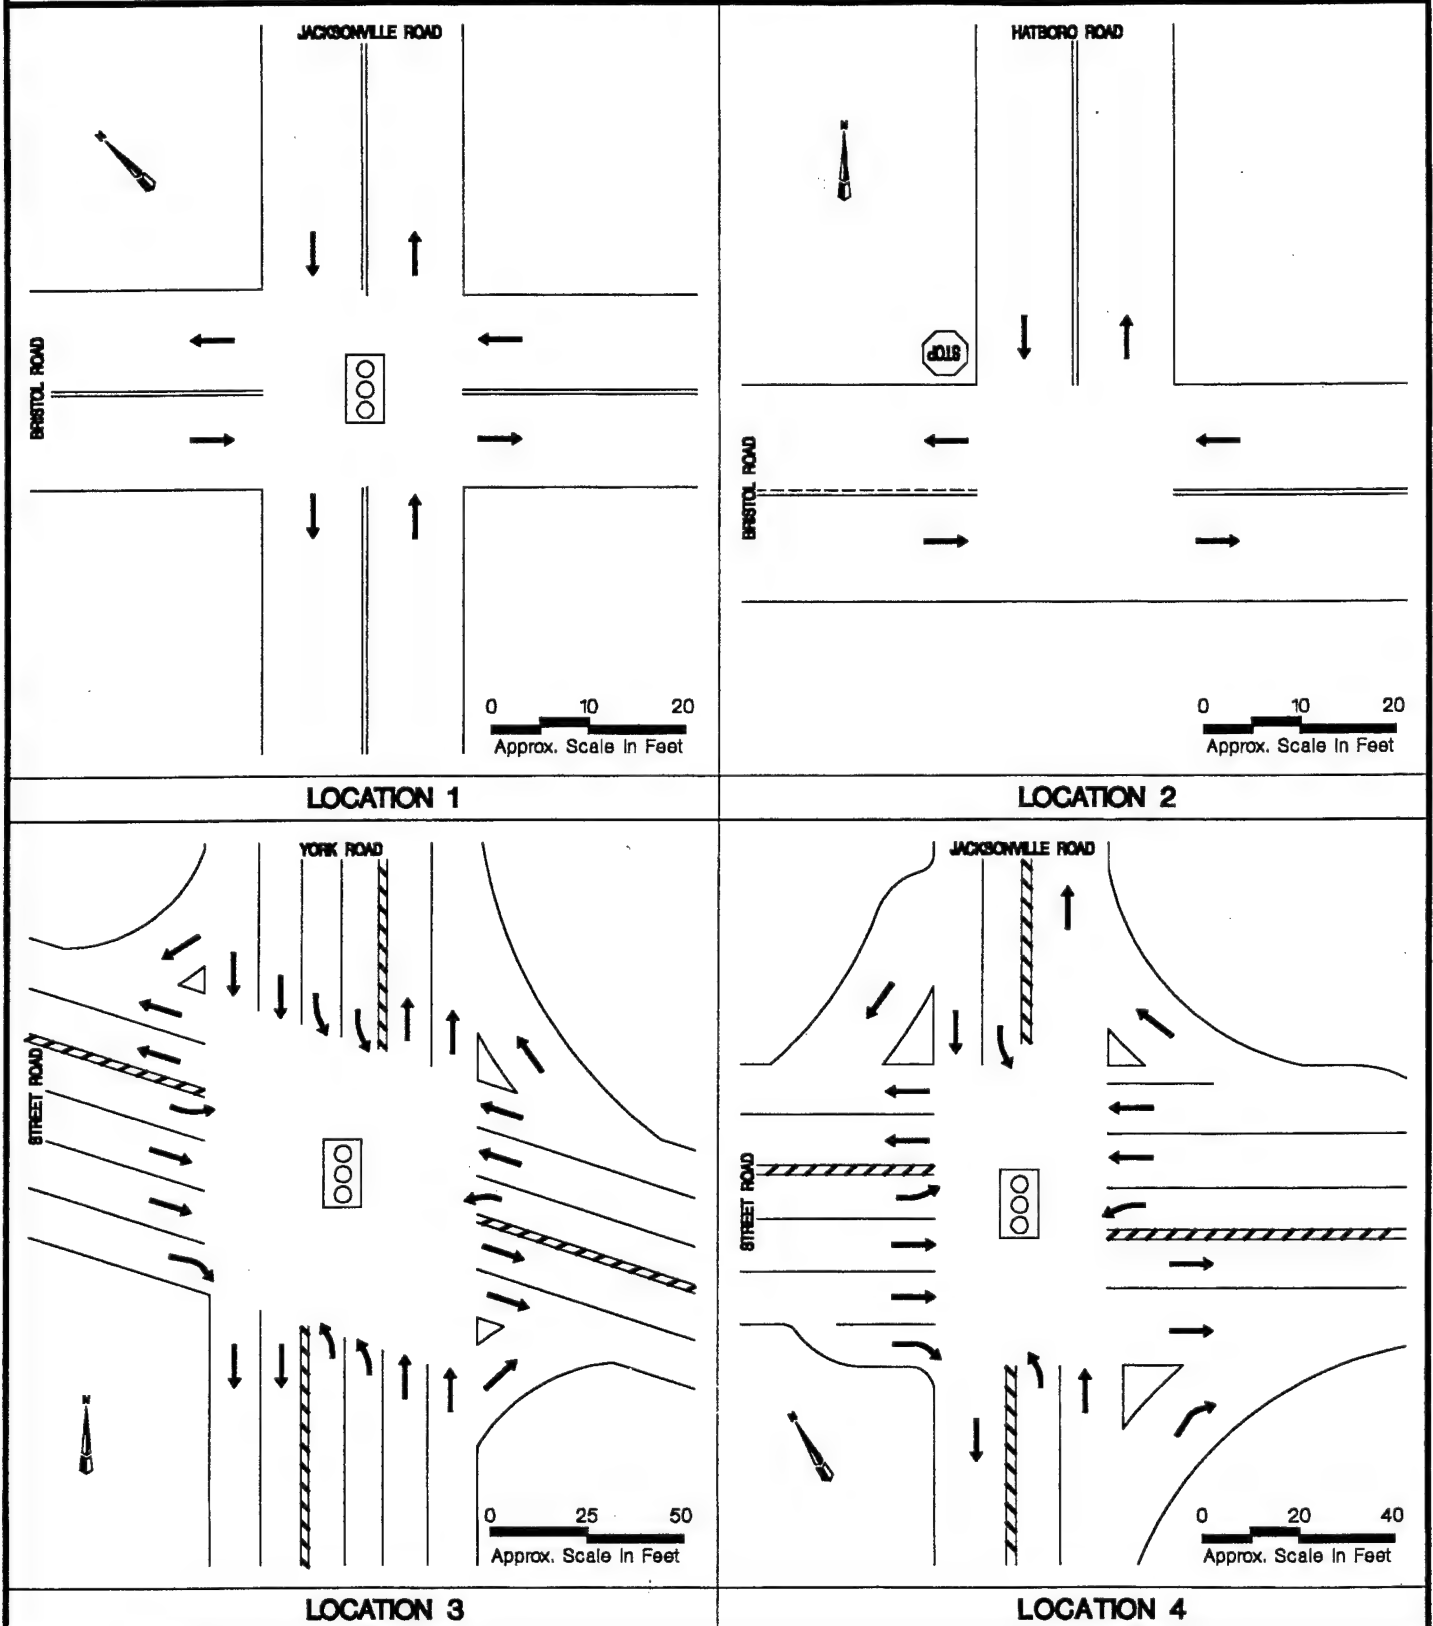 JACKSONVILLE ROAD
N
BRISTOL ROAD
0 10 20
Approx. Scale In Feet
LOCATION 1
HATBORO ROAD
N
STOP
BRISTOL ROAD
0 10 20
Approx. Scale In Feet
LOCATION 2
YORK ROAD
STREET ROAD
N
0 25 50
Approx. Scale In Feet
LOCATION 3
JACKSONVILLE ROAD
STREET ROAD
N
0 20 40
Approx. Scale In Feet
LOCATION 4